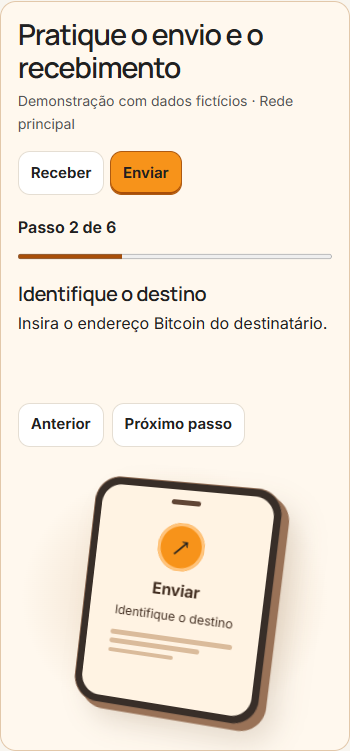 Pratique o envio e o
recebimento
Demonstração com dados fictícios · Rede
principal
Receber
Enviar
Passo 2 de 6
Identifique o destino
Insira o endereço Bitcoin do destinatário.
Anterior
Próximo passo
Enviar
Identifique o destino